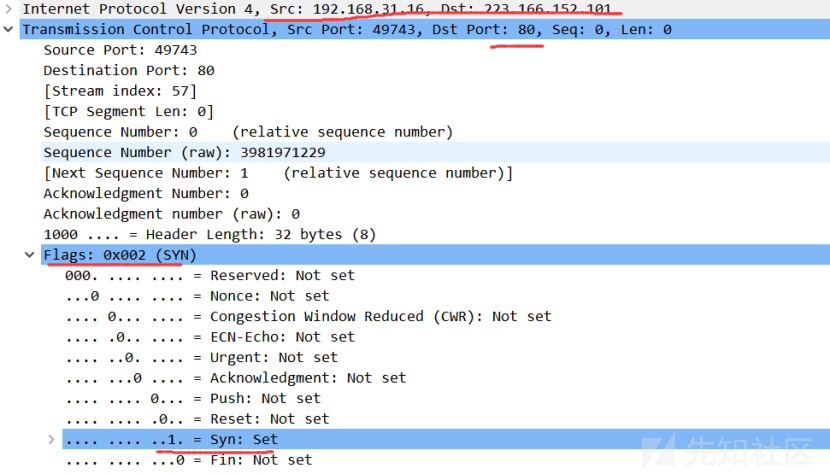 Internet Protocol Version 4, Src: 192.168.31.16, Dst: 223.166.152.101
Transmission Control Protocol, Src Port: 49743, Dst Port: 80, Seq: 0, Len: 0
Source Port: 49743
Destination Port: 80
[Stream index: 57]
[TCP Segment Len: 0]
Sequence Number: 0    (relative sequence number)
Sequence Number (raw): 3981971229
[Next Sequence Number: 1    (relative sequence number)]
Acknowledgment Number: 0
Acknowledgment number (raw): 0
1000 .... = Header Length: 32 bytes (8)
Flags: 0x002 (SYN)
000. .... .... = Reserved: Not set
...0 .... .... = Nonce: Not set
.... 0... .... = Congestion Window Reduced (CWR): Not set
.... .0.. .... = ECN-Echo: Not set
.... ..0. .... = Urgent: Not set
.... ...0 .... = Acknowledgment: Not set
.... .... 0... = Push: Not set
.... .... .0.. = Reset: Not set
.... .... ..1. = Syn: Set
.... .... ...0 = Fin: Not set
先知社区